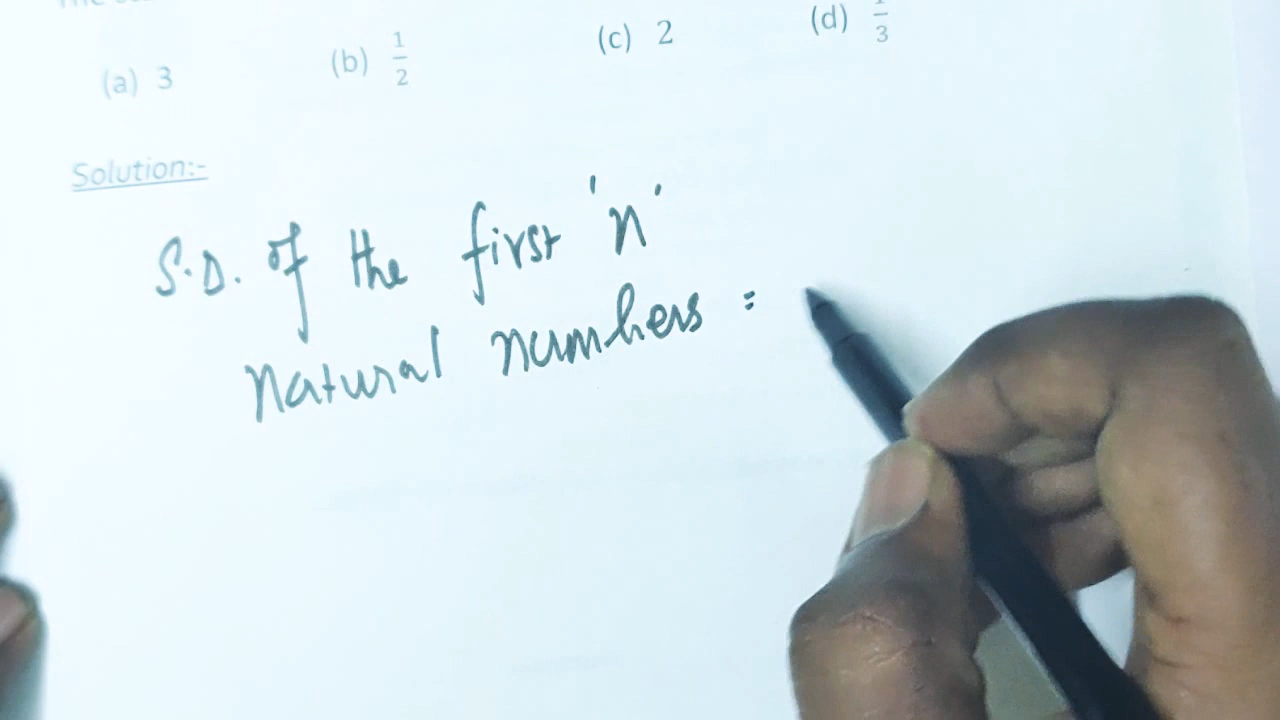 (a) 3 (b) 1/2 (c) 2 (d) 1/3
Solution:-
S.D. of the first 'n'
natural numbers =